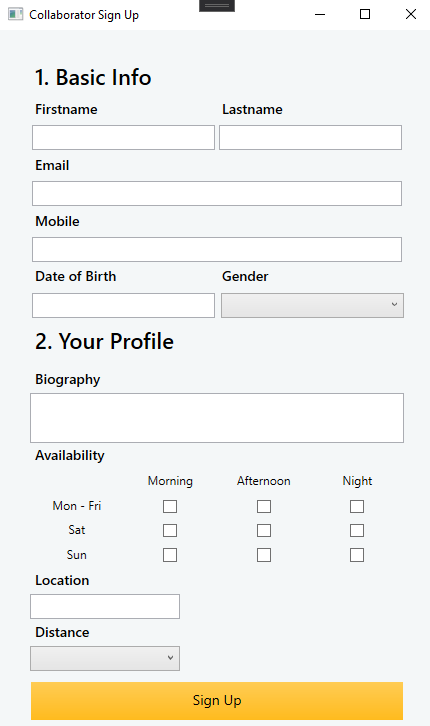 Collaborator Sign Up
1. Basic Info
Firstname Lastname
Email
Mobile
Date of Birth Gender
2. Your Profile
Biography
Availability
Morning Afternoon Night
Mon - Fri
Sat
Sun
Location
Distance
Sign Up